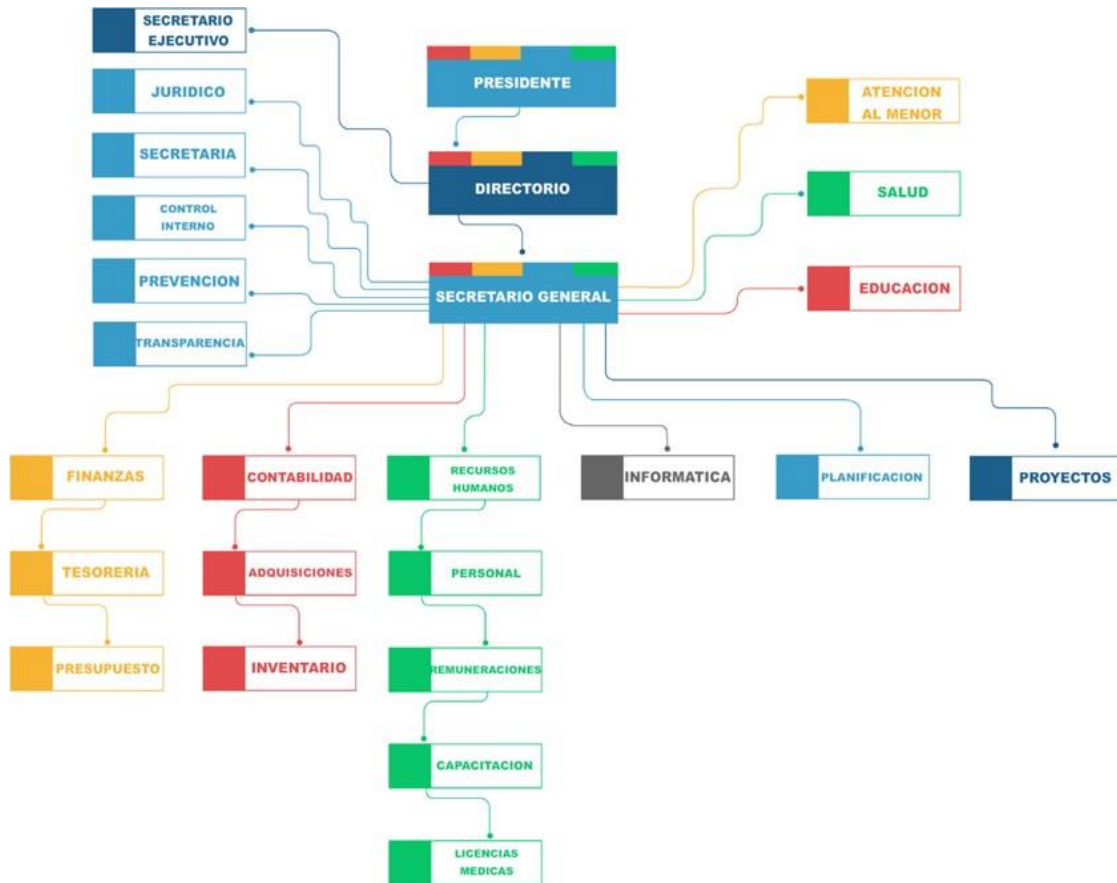 SECRETARIO
EJECUTIVO
PRESIDENTE
JURIDICO
ATENCION
AL MENOR
SECRETARIA
DIRECTORIO
SALUD
CONTROL
INTERNO
PREVENCION
SECRETARIO GENERAL
EDUCACION
TRANSPARENCIA
FINANZAS
CONTABILIDAD
RECURSOS
HUMANOS
INFORMATICA
PLANIFICACION
PROYECTOS
TESORERIA
ADQUISICIONES
PERSONAL
PRESUPUESTO
INVENTARIO
REMUNERACIONES
CAPACITACION
LICENCIAS
MEDICAS